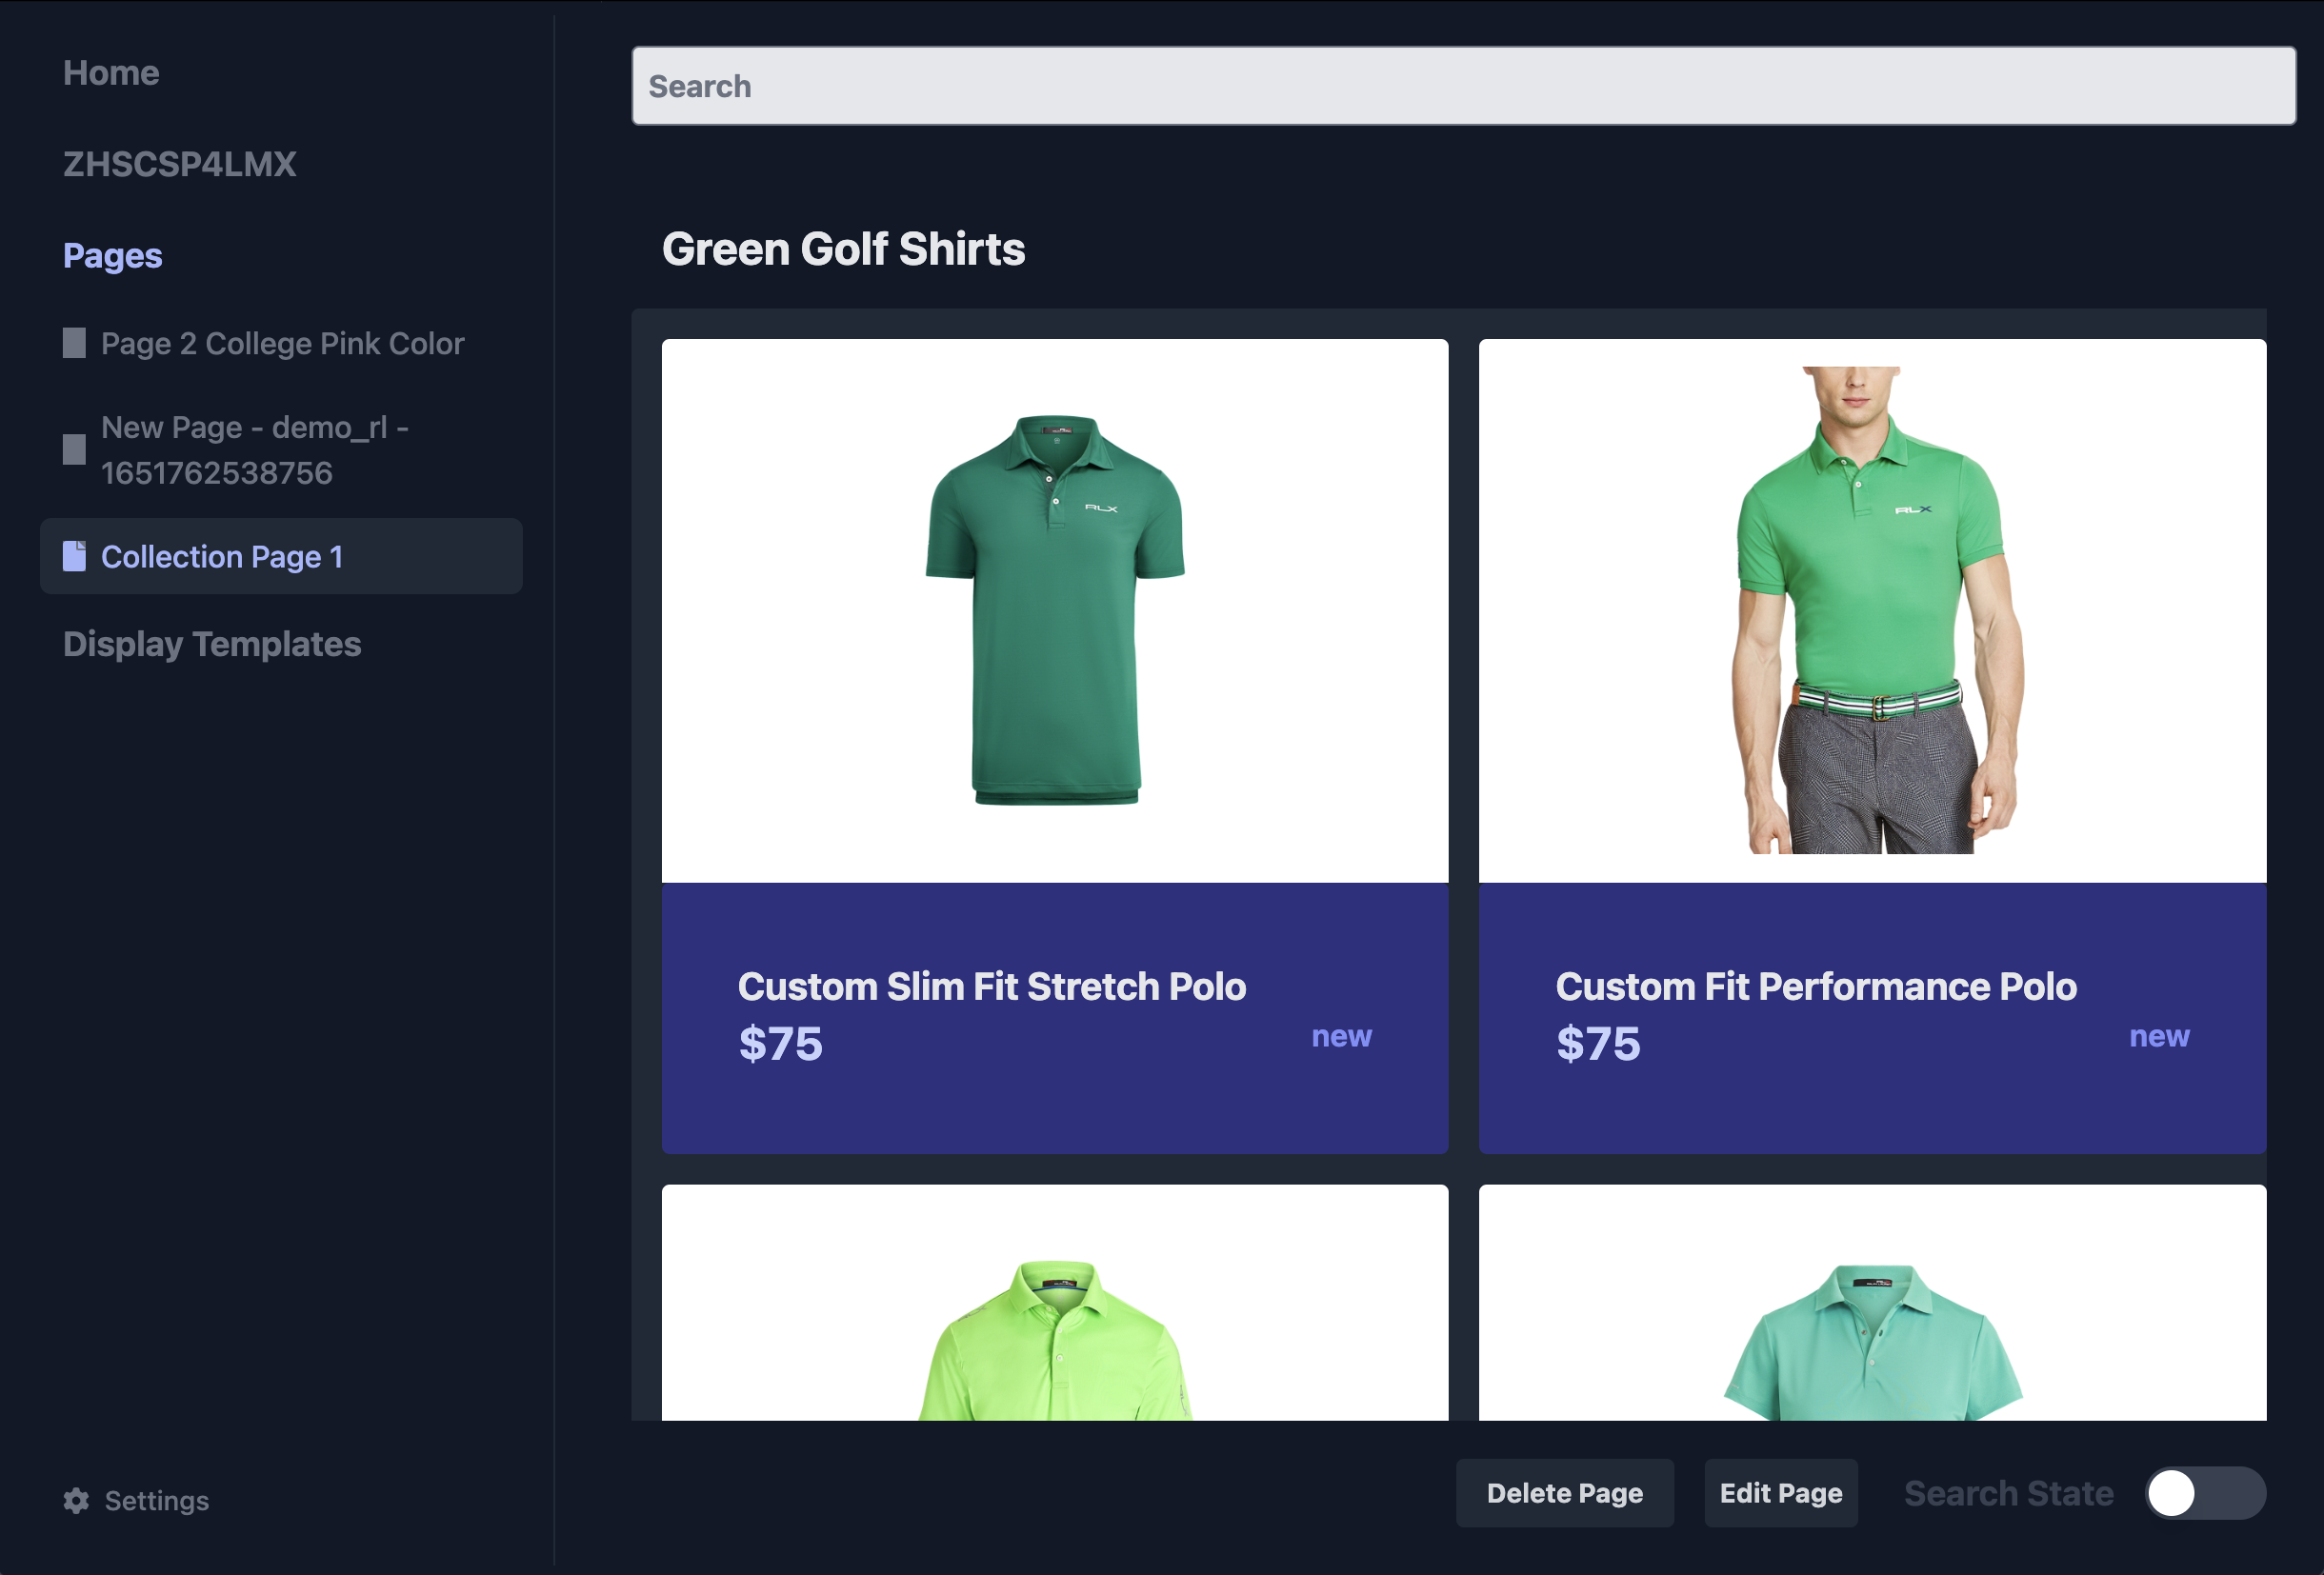 Home
ZHSCSP4LMX
Pages
Page 2 College Pink Color
New Page - demo_rl -
1651762538756
Collection Page 1
Display Templates
Settings
Search
Green Golf Shirts
RLX
RLX
Custom Slim Fit Stretch Polo
$75
new
Custom Fit Performance Polo
$75
new
Delete Page
Edit Page
Search State